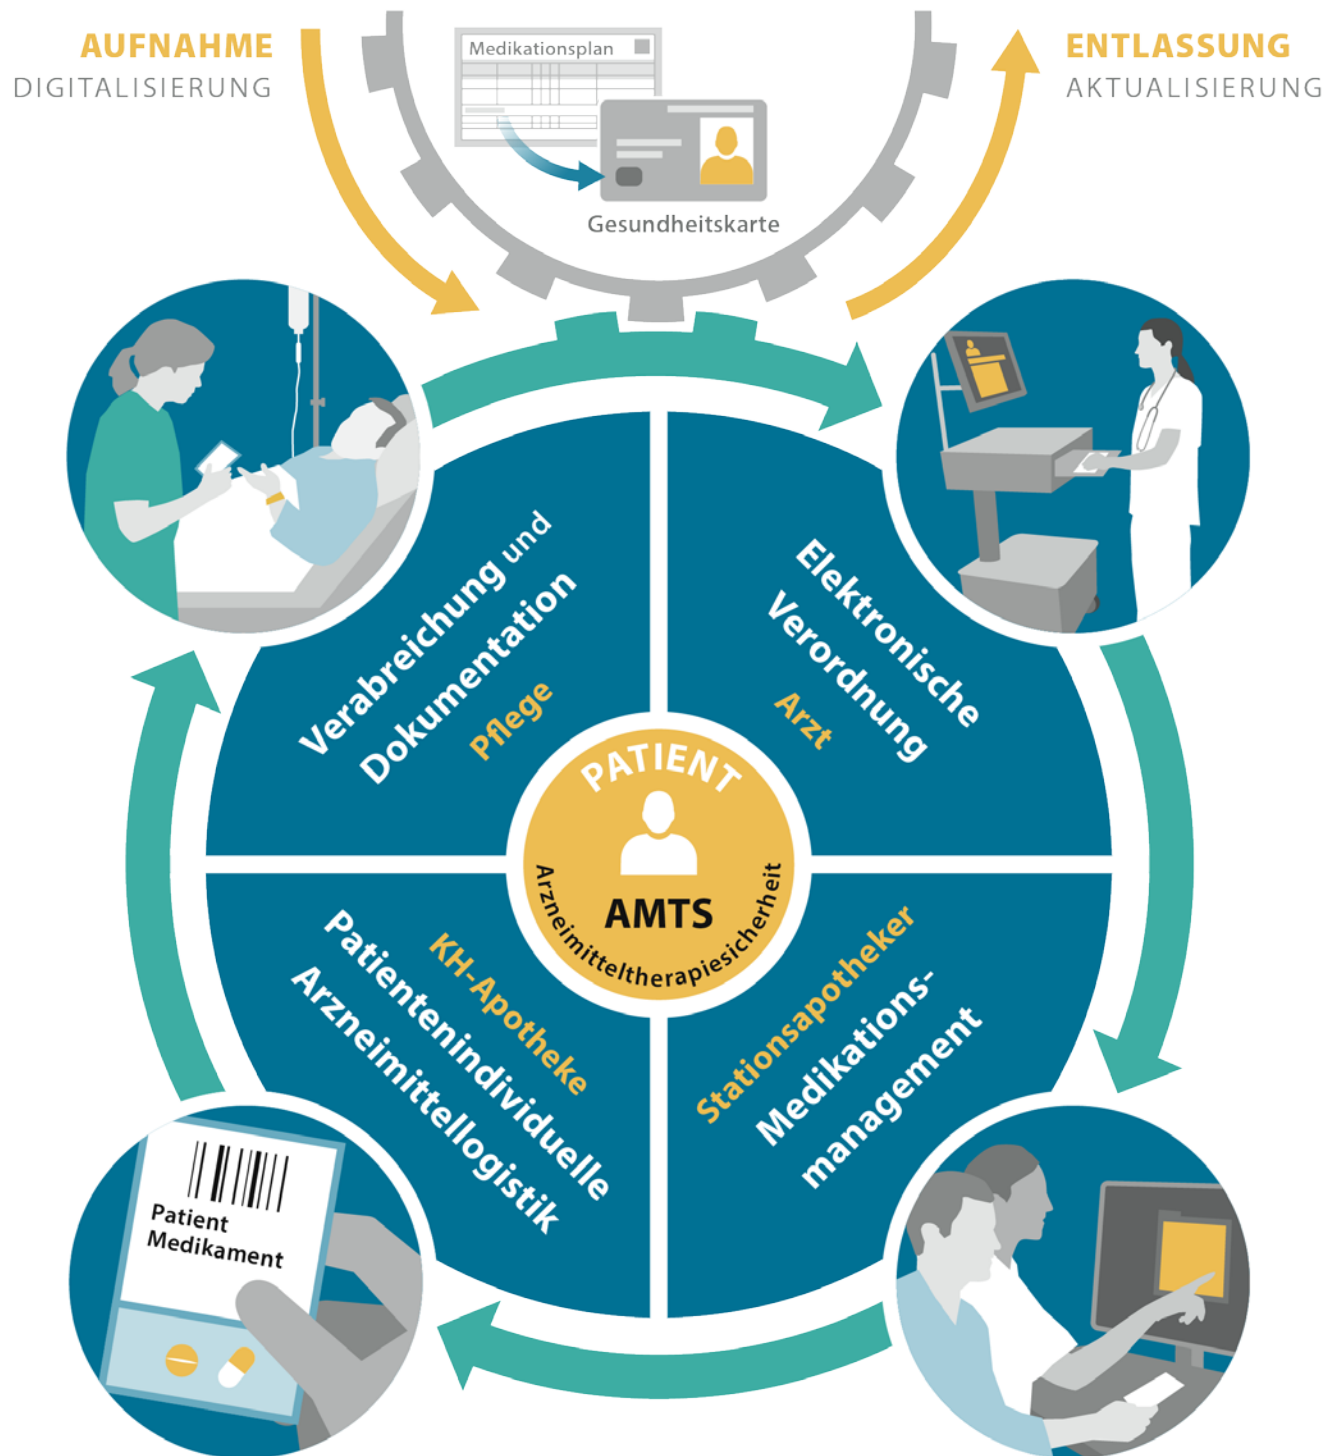 AUFNAHME
DIGITALISIERUNG
Medikationsplan
Gesundheitskarte
ENTLASSUNG
AKTUALISIERUNG
Verabreichung und
Dokumentation
Pflege
Elektronische
Verordnung
Arzt
PATIENT
AMTS
Arzneimitteltherapiesicherheit
KH-Apotheke
Patientenindividuelle
Arzneimittellogistik
Stationsapotheker
Medikations-
management
Patient
Medikament